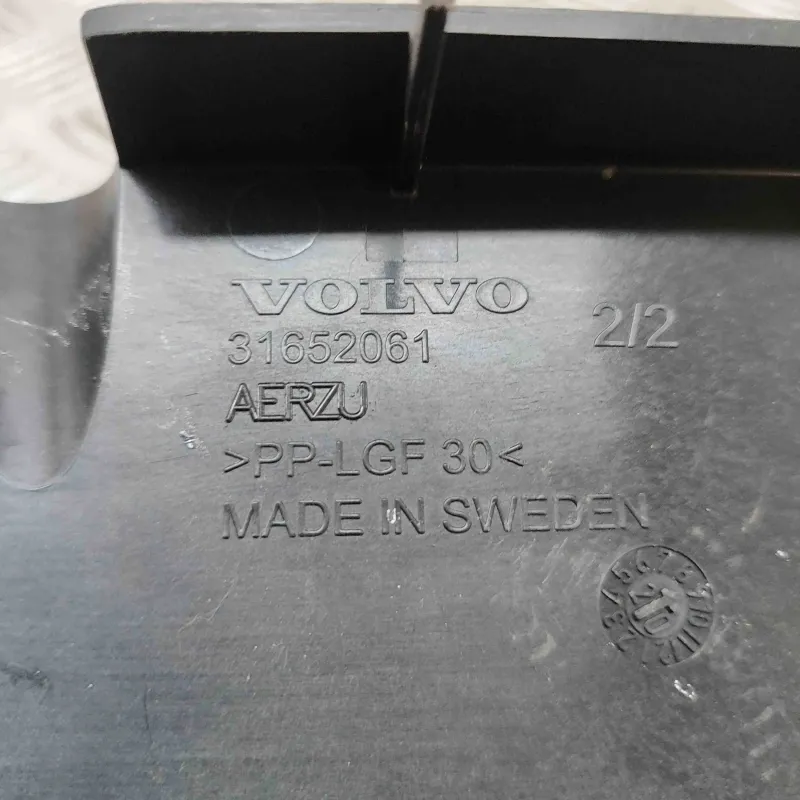 VOLVO
31652061 2/2
AERZU
>PP-LGF 30<
MADE IN SWEDEN